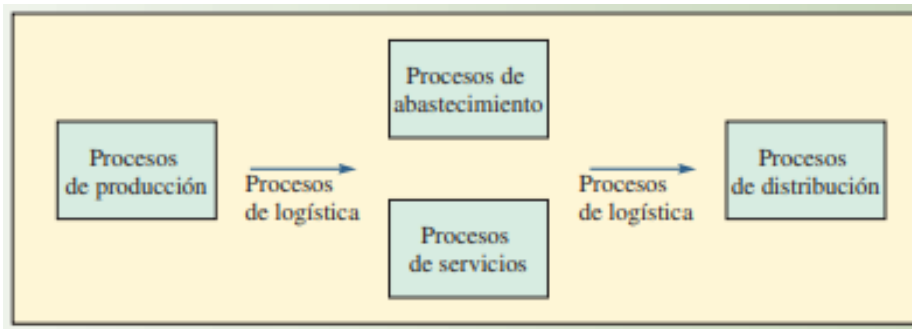 Procesos
de producción
Procesos
de logística
Procesos de
abastecimiento
Procesos
de servicios
Procesos
de logística
Procesos
de distribución